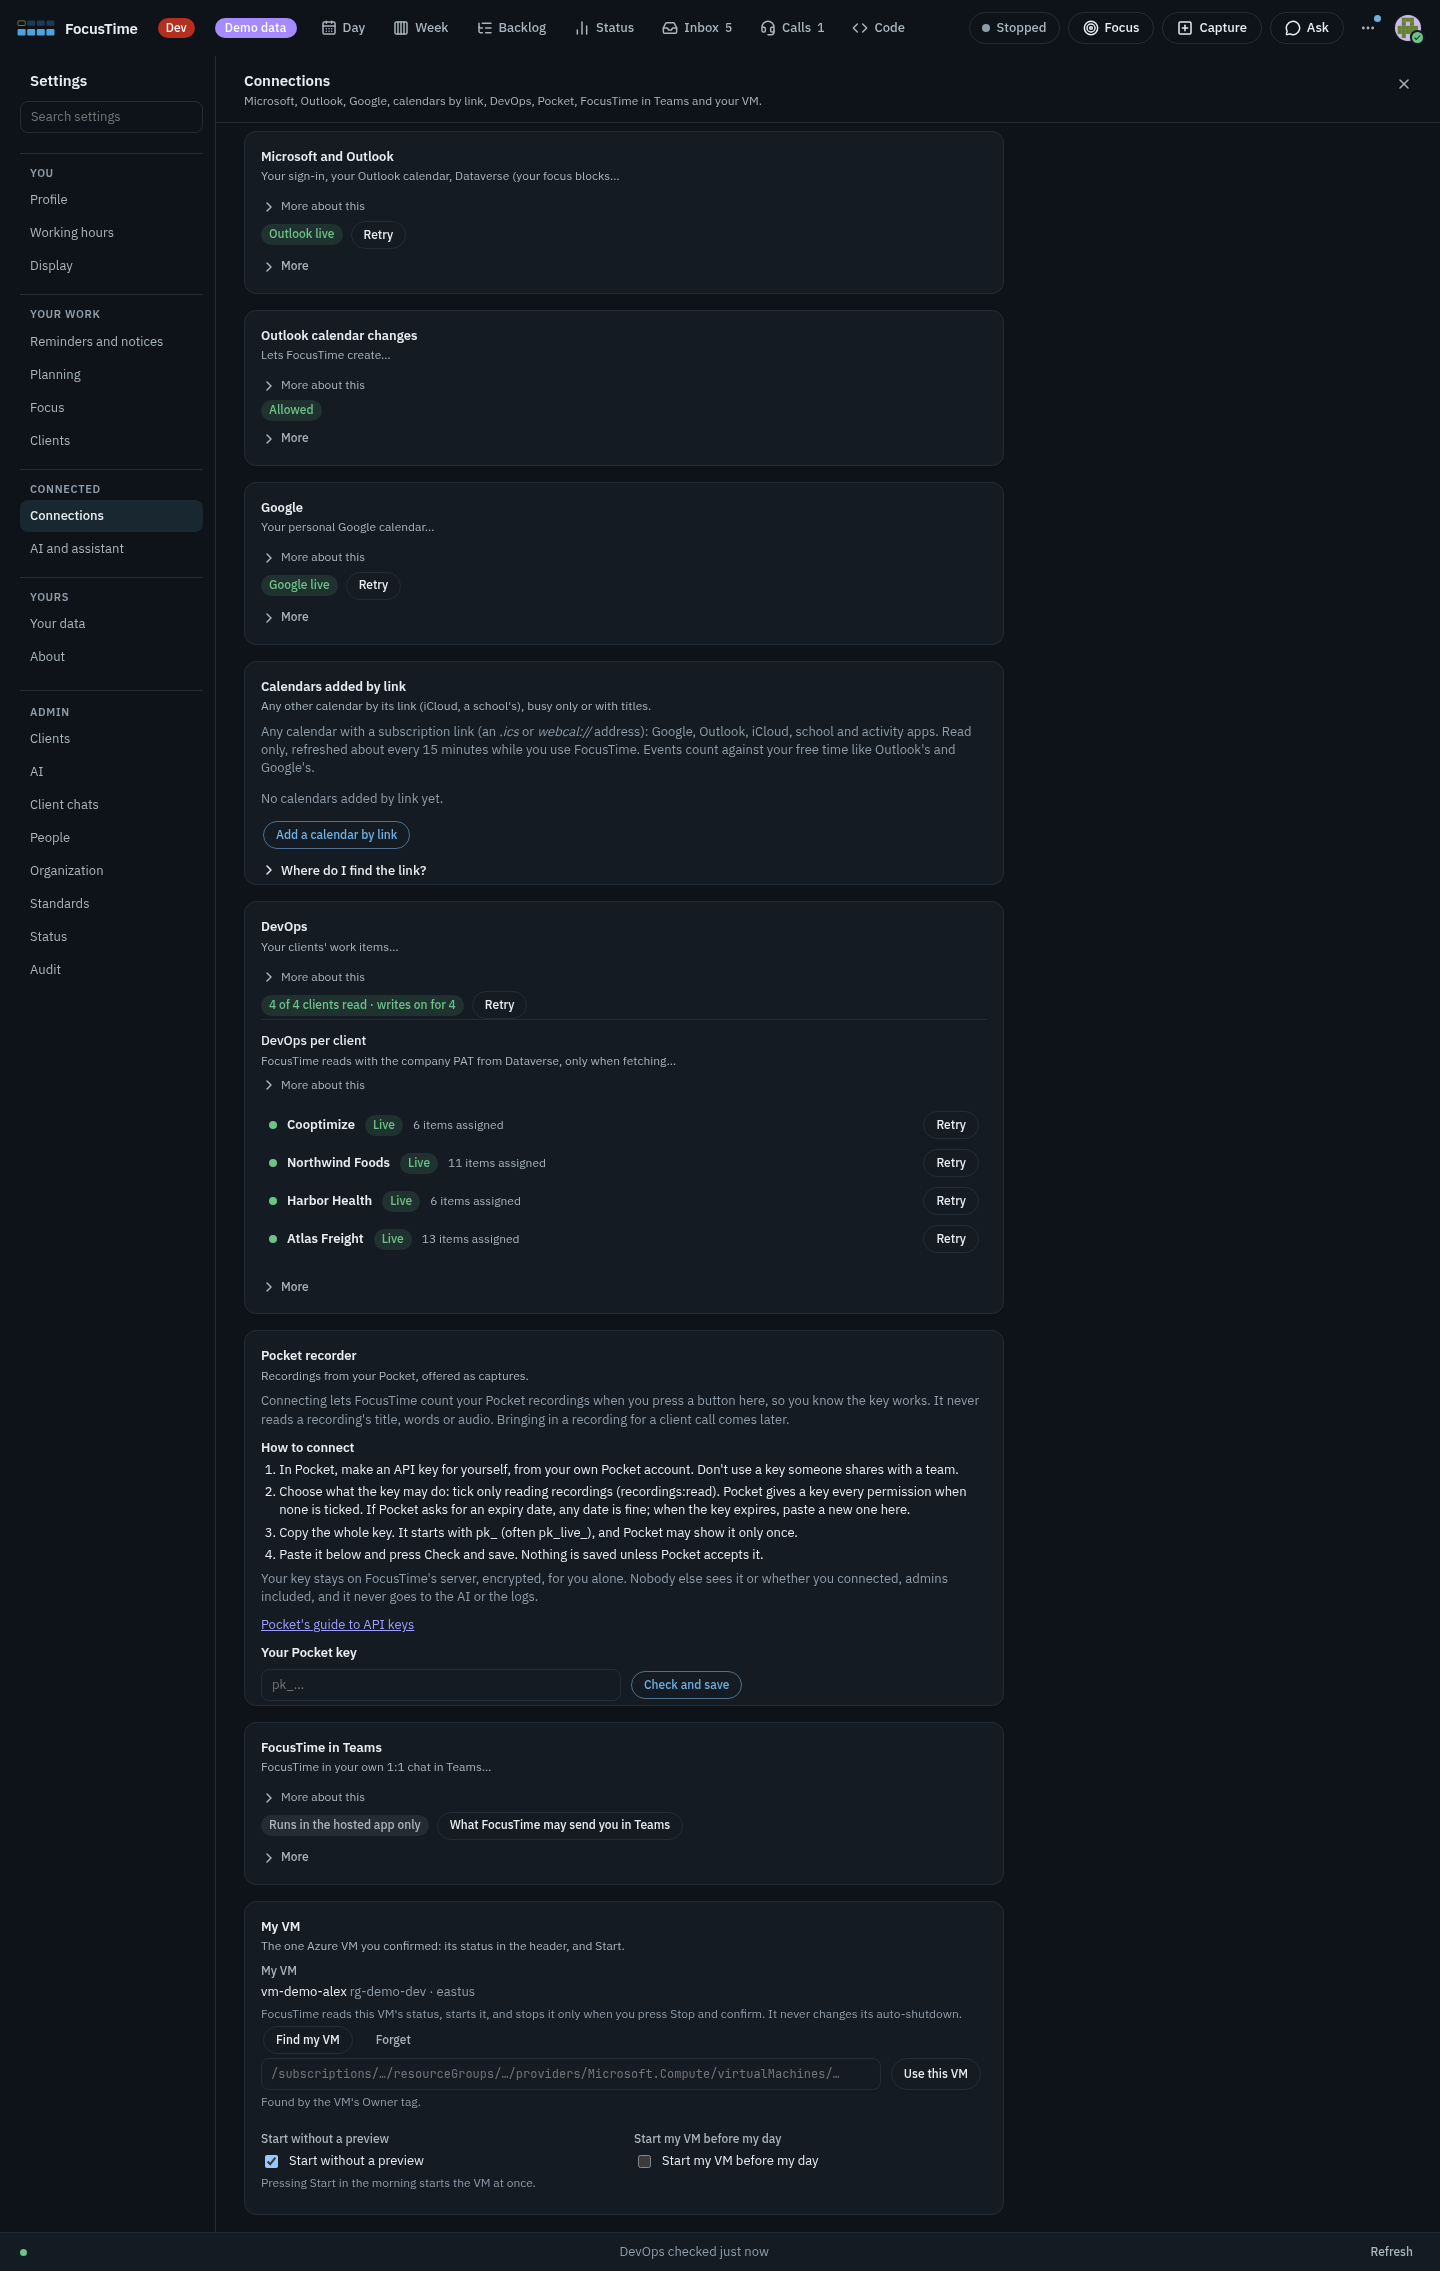 FocusTime
Dev
Demo data
Day
Week
Backlog
Status
Inbox 5
Calls 1
Code
Stopped
Focus
Capture
Ask
Settings
Search settings
YOU
Profile
Working hours
Display
YOUR WORK
Reminders and notices
Planning
Focus
Clients
CONNECTED
Connections
AI and assistant
YOURS
Your data
About
ADMIN
Clients
AI
Client chats
People
Organization
Standards
Status
Audit
Connections
Microsoft, Outlook, Google, calendars by link, DevOps, Pocket, FocusTime in Teams and your VM.
Microsoft and Outlook
Your sign-in, your Outlook calendar, Dataverse (your focus blocks...
More about this
Outlook live
Retry
More
Outlook calendar changes
Lets FocusTime create...
More about this
Allowed
More
Google
Your personal Google calendar...
More about this
Google live
Retry
More
Calendars added by link
Any other calendar by its link (iCloud, a school's), busy only or with titles.
Any calendar with a subscription link (an .ics or webcal:// address): Google, Outlook, iCloud, school and activity apps. Read
only, refreshed about every 15 minutes while you use FocusTime. Events count against your free time like Outlook's and
Google's.
No calendars added by link yet.
Add a calendar by link
Where do I find the link?
DevOps
Your clients' work items...
More about this
4 of 4 clients read · writes on for 4
Retry
DevOps per client
FocusTime reads with the company PAT from Dataverse, only when fetching...
More about this
Cooptimize Live 6 items assigned Retry
Northwind Foods Live 11 items assigned Retry
Harbor Health Live 6 items assigned Retry
Atlas Freight Live 13 items assigned Retry
More
Pocket recorder
Recordings from your Pocket, offered as captures.
Connecting lets FocusTime count your Pocket recordings when you press a button here, so you know the key works. It never
reads a recording's title, words or audio. Bringing in a recording for a client call comes later.
How to connect
1. In Pocket, make an API key for yourself, from your own Pocket account. Don't use a key someone shares with a team.
2. Choose what the key may do: tick only reading recordings (recordings:read). Pocket gives a key every permission when
none is ticked. If Pocket asks for an expiry date, any date is fine; when the key expires, paste a new one here.
3. Copy the whole key. It starts with pk_ (often pk_live_), and Pocket may show it only once.
4. Paste it below and press Check and save. Nothing is saved unless Pocket accepts it.
Your key stays on FocusTime's server, encrypted, for you alone. Nobody else sees it or whether you connected, admins
included, and it never goes to the AI or the logs.
Pocket's guide to API keys
Your Pocket key
pk_...
Check and save
FocusTime in Teams
FocusTime in your own 1:1 chat in Teams...
More about this
Runs in the hosted app only
What FocusTime may send you in Teams
More
My VM
The one Azure VM you confirmed: its status in the header, and Start.
My VM
vm-demo-alex rg-demo-dev · eastus
FocusTime reads this VM's status, starts it, and stops it only when you press Stop and confirm. It never changes its auto-shutdown.
Find my VM
Forget
/subscriptions/…/resourceGroups/…/providers/Microsoft.Compute/virtualMachines/…
Use this VM
Found by the VM's Owner tag.
Start without a preview
Start without a preview
Pressing Start in the morning starts the VM at once.
Start my VM before my day
Start my VM before my day
DevOps checked just now
Refresh